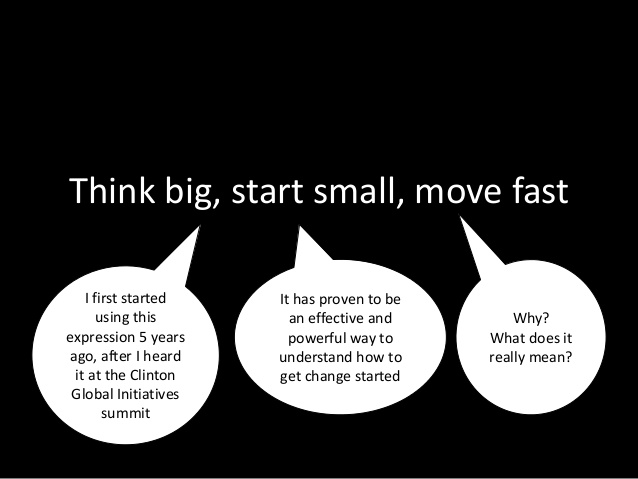 Think big, start small, move fast
I first started
using this
expression 5 years
ago, after I heard
it at the Clinton
Global Initiatives
summit
It has proven to be
an effective and
powerful way to
understand how to
get change started
Why?
What does it
really mean?